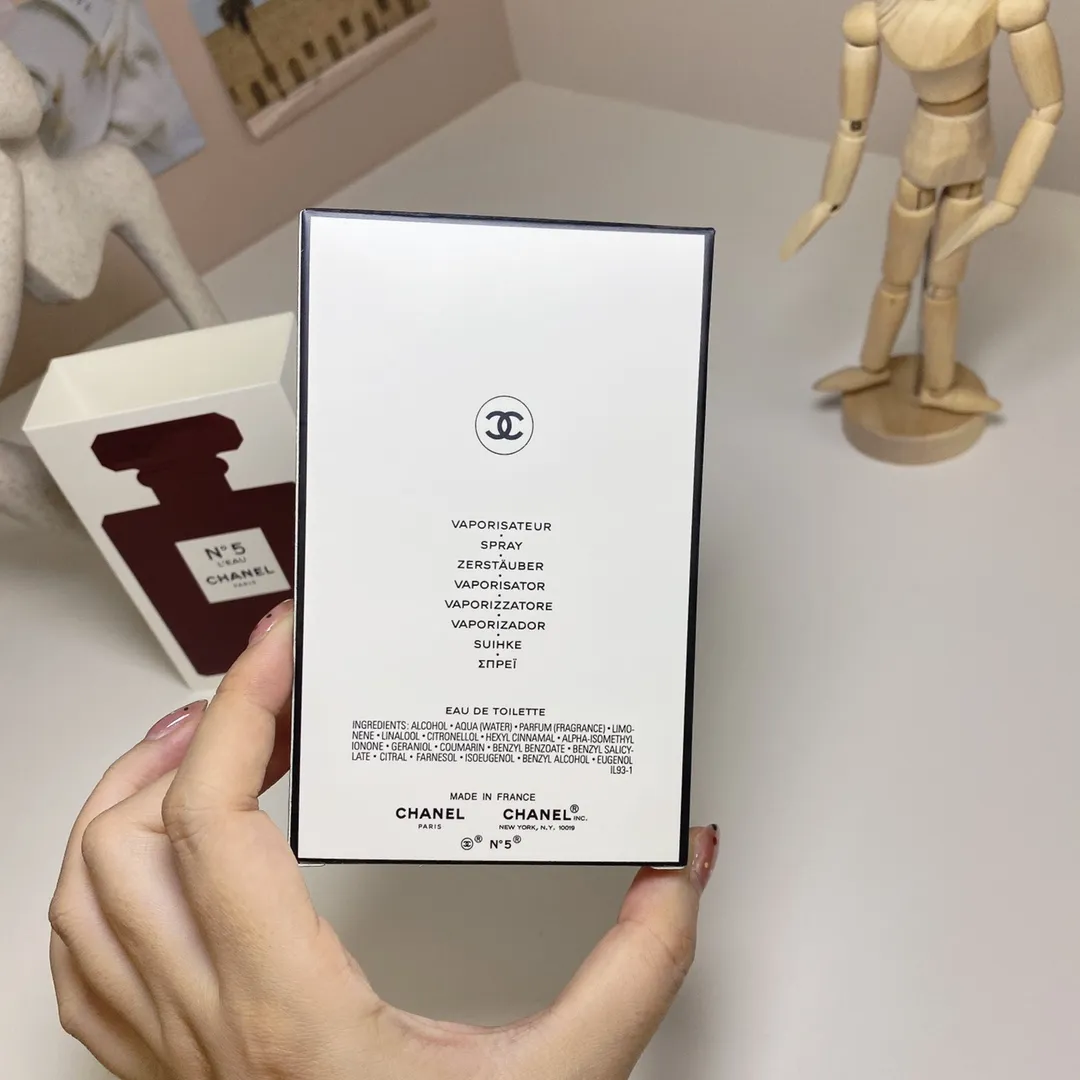 VAPORISATEUR
SPRAY
ZERSTÄUBER
VAPORISATOR
VAPORIZZATORE
VAPORIZADOR
SUIHKE
ΣΠΡΕΪ
EAU DE TOILETTE
INGREDIENTS: ALCOHOL • AQUA (WATER) • PARFUM (FRAGRANCE) • LIMO-
NENE • LINALOOL • CITRONELLOL • HEXYL CINNAMAL • ALPHA-ISOMETHYL
IONONE • GERANIOL • COUMARIN • BENZYL BENZOATE • BENZYL SALICY-
LATE • CITRAL • FARNESOL • ISOEUGENOL • BENZYL ALCOHOL • EUGENOL
IL93-1
MADE IN FRANCE
CHANEL CHANEL® INC.
PARIS NEW YORK, N.Y. 10019
® N°5®
N°5
L'EAU
CHANEL
PARIS